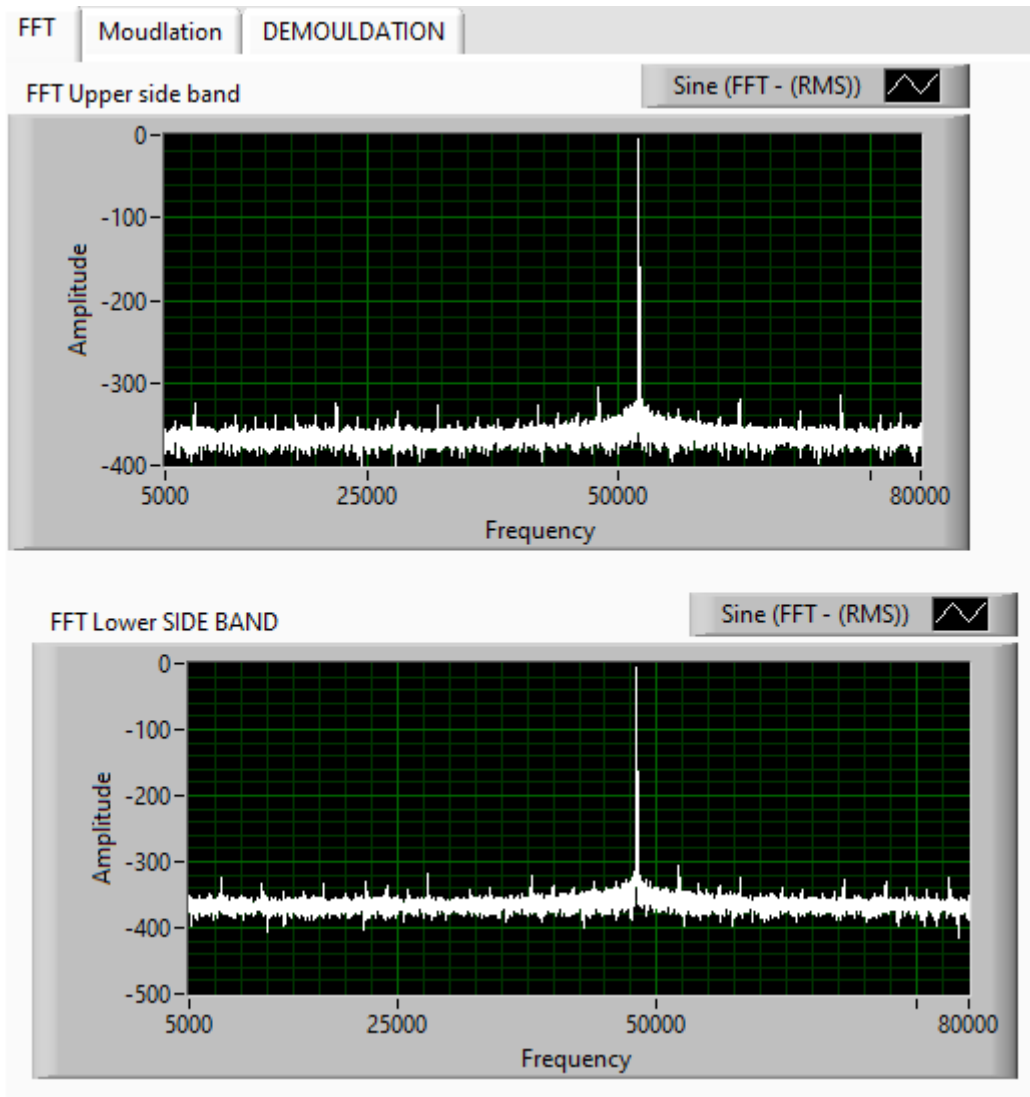 FFT
Moudlation
DEMOULDATION
FFT Upper side band
Sine (FFT - (RMS))
0
-100
-200
-300
-400
Amplitude
5000
25000
50000
80000
Frequency
FFT Lower SIDE BAND
Sine (FFT - (RMS))
0
-100
-200
-300
-400
-500
Amplitude
5000
25000
50000
80000
Frequency